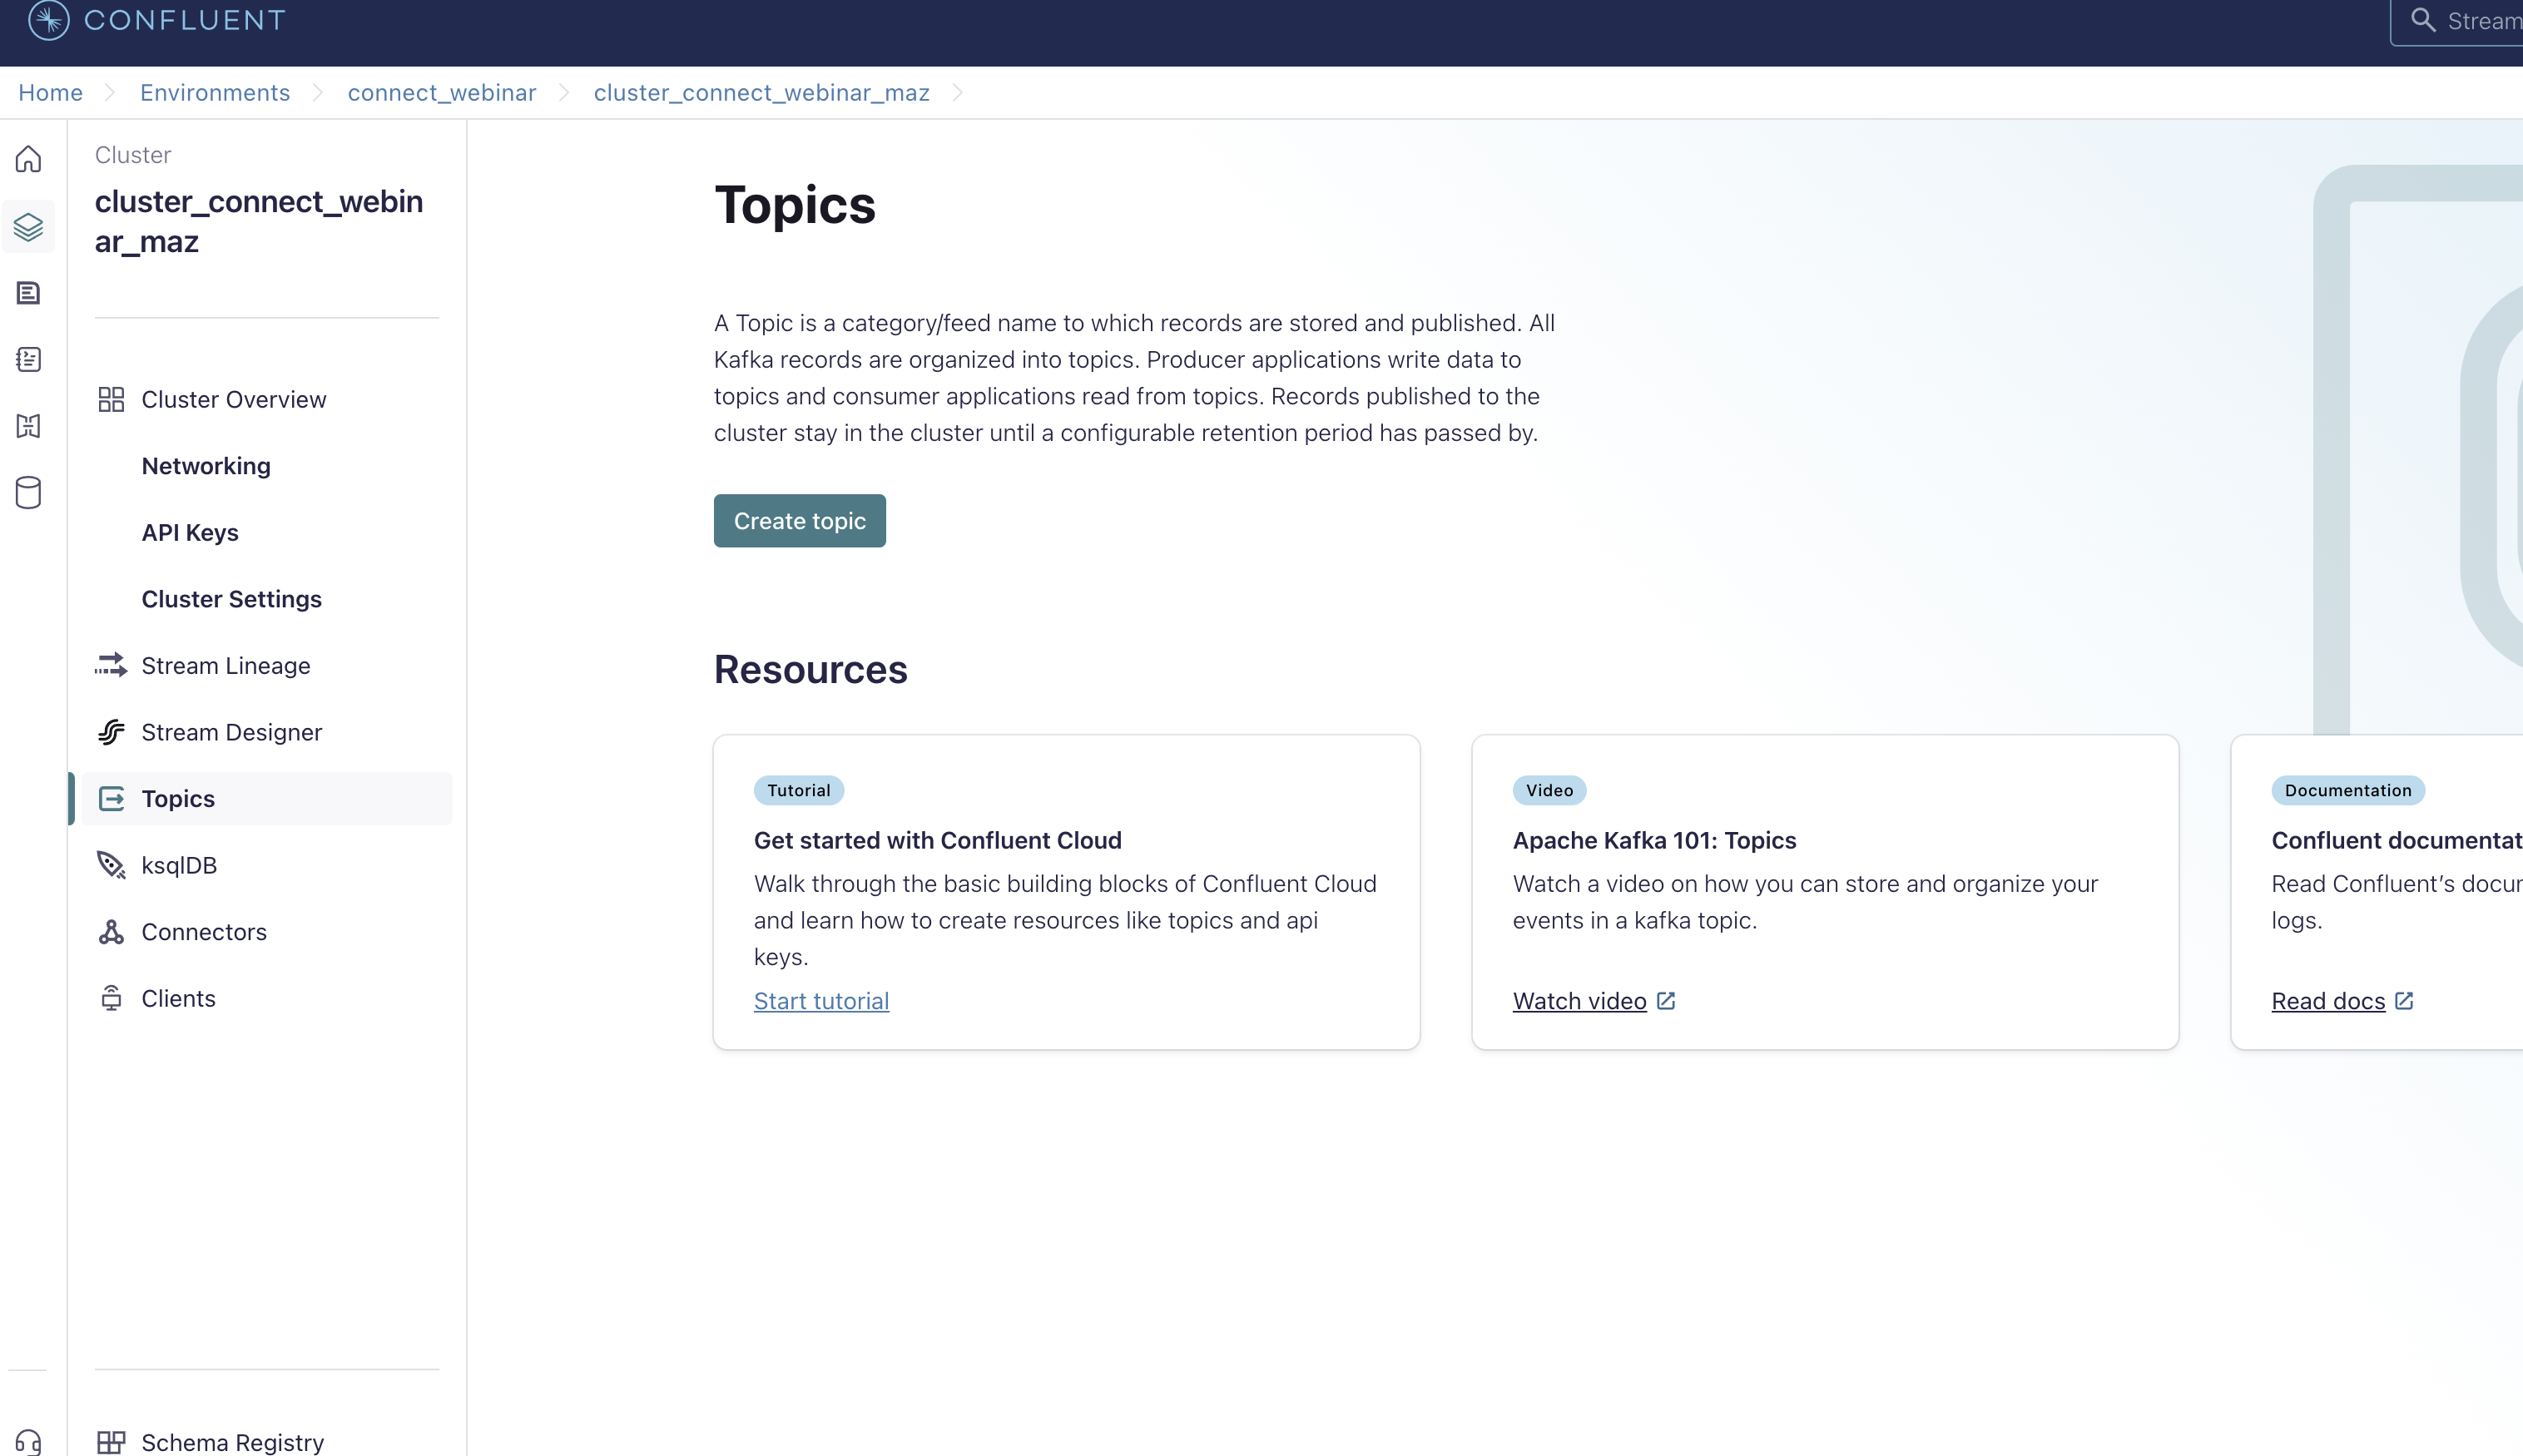 CONFLUENT
Stream
Home
Environments
connect_webinar
cluster_connect_webinar_maz
Cluster
cluster_connect_webin
ar_maz
Cluster Overview
Networking
API Keys
Cluster Settings
Stream Lineage
Stream Designer
Topics
ksqlDB
Connectors
Clients
Schema Registry
Topics
A Topic is a category/feed name to which records are stored and published. All
Kafka records are organized into topics. Producer applications write data to
topics and consumer applications read from topics. Records published to the
cluster stay in the cluster until a configurable retention period has passed by.
Create topic
Resources
Tutorial
Get started with Confluent Cloud
Walk through the basic building blocks of Confluent Cloud
and learn how to create resources like topics and api
keys.
Start tutorial
Video
Apache Kafka 101: Topics
Watch a video on how you can store and organize your
events in a kafka topic.
Watch video
Documentation
Confluent documentat
Read Confluent’s docur
logs.
Read docs